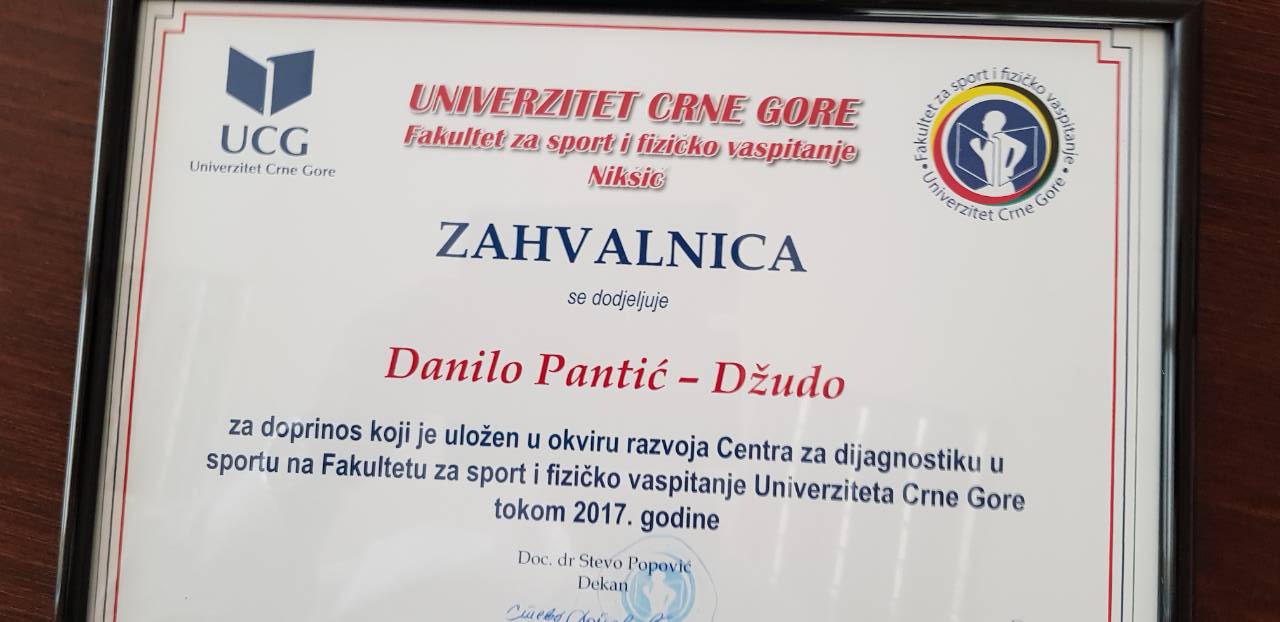 UCG
Univerzitet Crne Gore
UNIVERZITET CRNE GORE
Fakultet za sport i fizičko vaspitanje
Nikšić
Fakultet za sport i fizičko vaspitanje
Univerzitet Crne Gore
ZAHVALNICA
se dodjeljuje
Danilo Pantić – Džudo
za doprinos koji je uložen u okviru razvoja Centra za dijagnostiku u
sportu na Fakultetu za sport i fizičko vaspitanje Univerziteta Crne Gore
tokom 2017. godine
Doc. dr Stevo Popović
Dekan